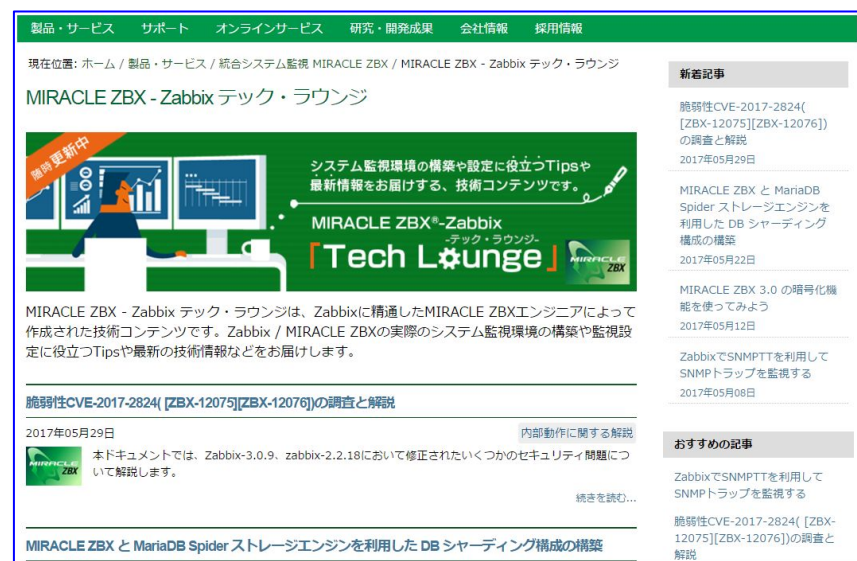 製品・サービス サポート オンラインサービス 研究・開発成果 会社情報 採用情報
現在位置: ホーム / 製品・サービス / 統合システム監視 MIRACLE ZBX / MIRACLE ZBX - Zabbix テック・ラウンジ
MIRACLE ZBX - Zabbix テック・ラウンジ
随時更新中
システム監視環境の構築や設定に役立つTipsや
最新情報をお届けする、技術コンテンツです。
MIRACLE ZBX®-Zabbix
-テック・ラウンジ-
「Tech Lounge」
MIRACLE
ZBX
MIRACLE ZBX - Zabbix テック・ラウンジは、Zabbixに精通したMIRACLE ZBXエンジニアによって
作成された技術コンテンツです。Zabbix / MIRACLE ZBXの実際のシステム監視環境の構築や監視設
定に役立つTipsや最新の技術情報などをお届けします。
脆弱性CVE-2017-2824( [ZBX-12075][ZBX-12076])の調査と解説
2017年05月29日
内部動作に関する解説
MIRACLE
ZBX
本ドキュメントでは、Zabbix-3.0.9、zabbix-2.2.18において修正されたいくつかのセキュリティ問題につ
いて解説します。
続きを読む...
MIRACLE ZBX と MariaDB Spider ストレージエンジンを利用した DB シャーディング構成の構築
新着記事
脆弱性CVE-2017-2824(
[ZBX-12075][ZBX-12076])
の調査と解説
2017年05月29日
MIRACLE ZBX と MariaDB
Spider ストレージエンジンを
利用した DB シャーディング
構成の構築
2017年05月22日
MIRACLE ZBX 3.0 の暗号化機
能を使ってみよう
2017年05月12日
ZabbixでSNMPTTを利用して
SNMPトラップを監視する
2017年05月08日
おすすめの記事
ZabbixでSNMPTTを利用して
SNMPトラップを監視する
脆弱性CVE-2017-2824( [ZBX-
12075][ZBX-12076])の調査と
解説